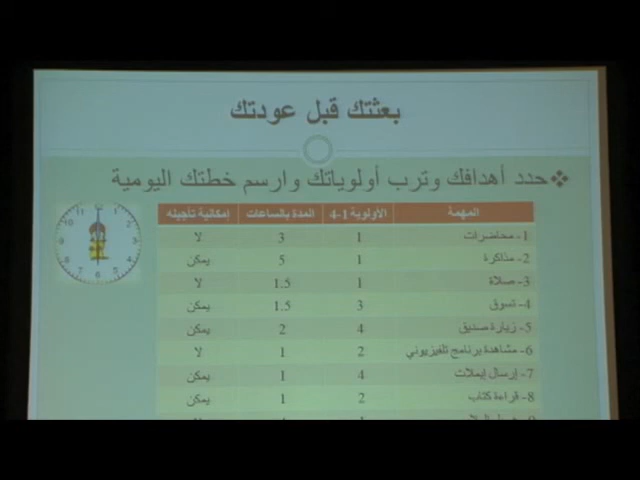 بعثتك قبل عودتك
❖حدد أهدافك وترب أولوياتك وارسم خطتك اليومية
المهمة الأولوية 1-4 المدة بالساعات إمكانية تأجيله
1- محاضرات 1 3 لا
2- مذاكرة 1 5 يمكن
3- صلاة 1 1.5 لا
4- تسوق 3 1.5 يمكن
5- زيارة صديق 4 2 يمكن
6- مشاهدة برنامج تلفيزيوني 2 1 لا
7- إرسال إيملات 4 1 يمكن
8- قراءة كتاب 2 1 يمكن